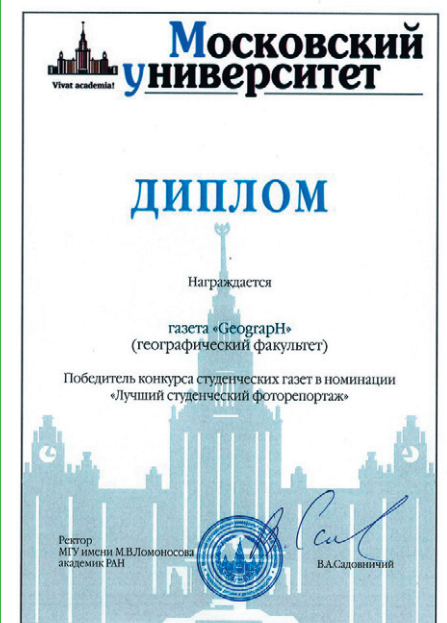 Московский
Vivat academia!
университет
ДИПЛОМ
Награждается
газета «GeograpH»
(географический факультет)
Победитель конкурса студенческих газет в номинации
«Лучший студенческий фоторепортаж»
Ректор
МГУ имени М.В.Ломоносова
академик РАН
В.А.Садовничий